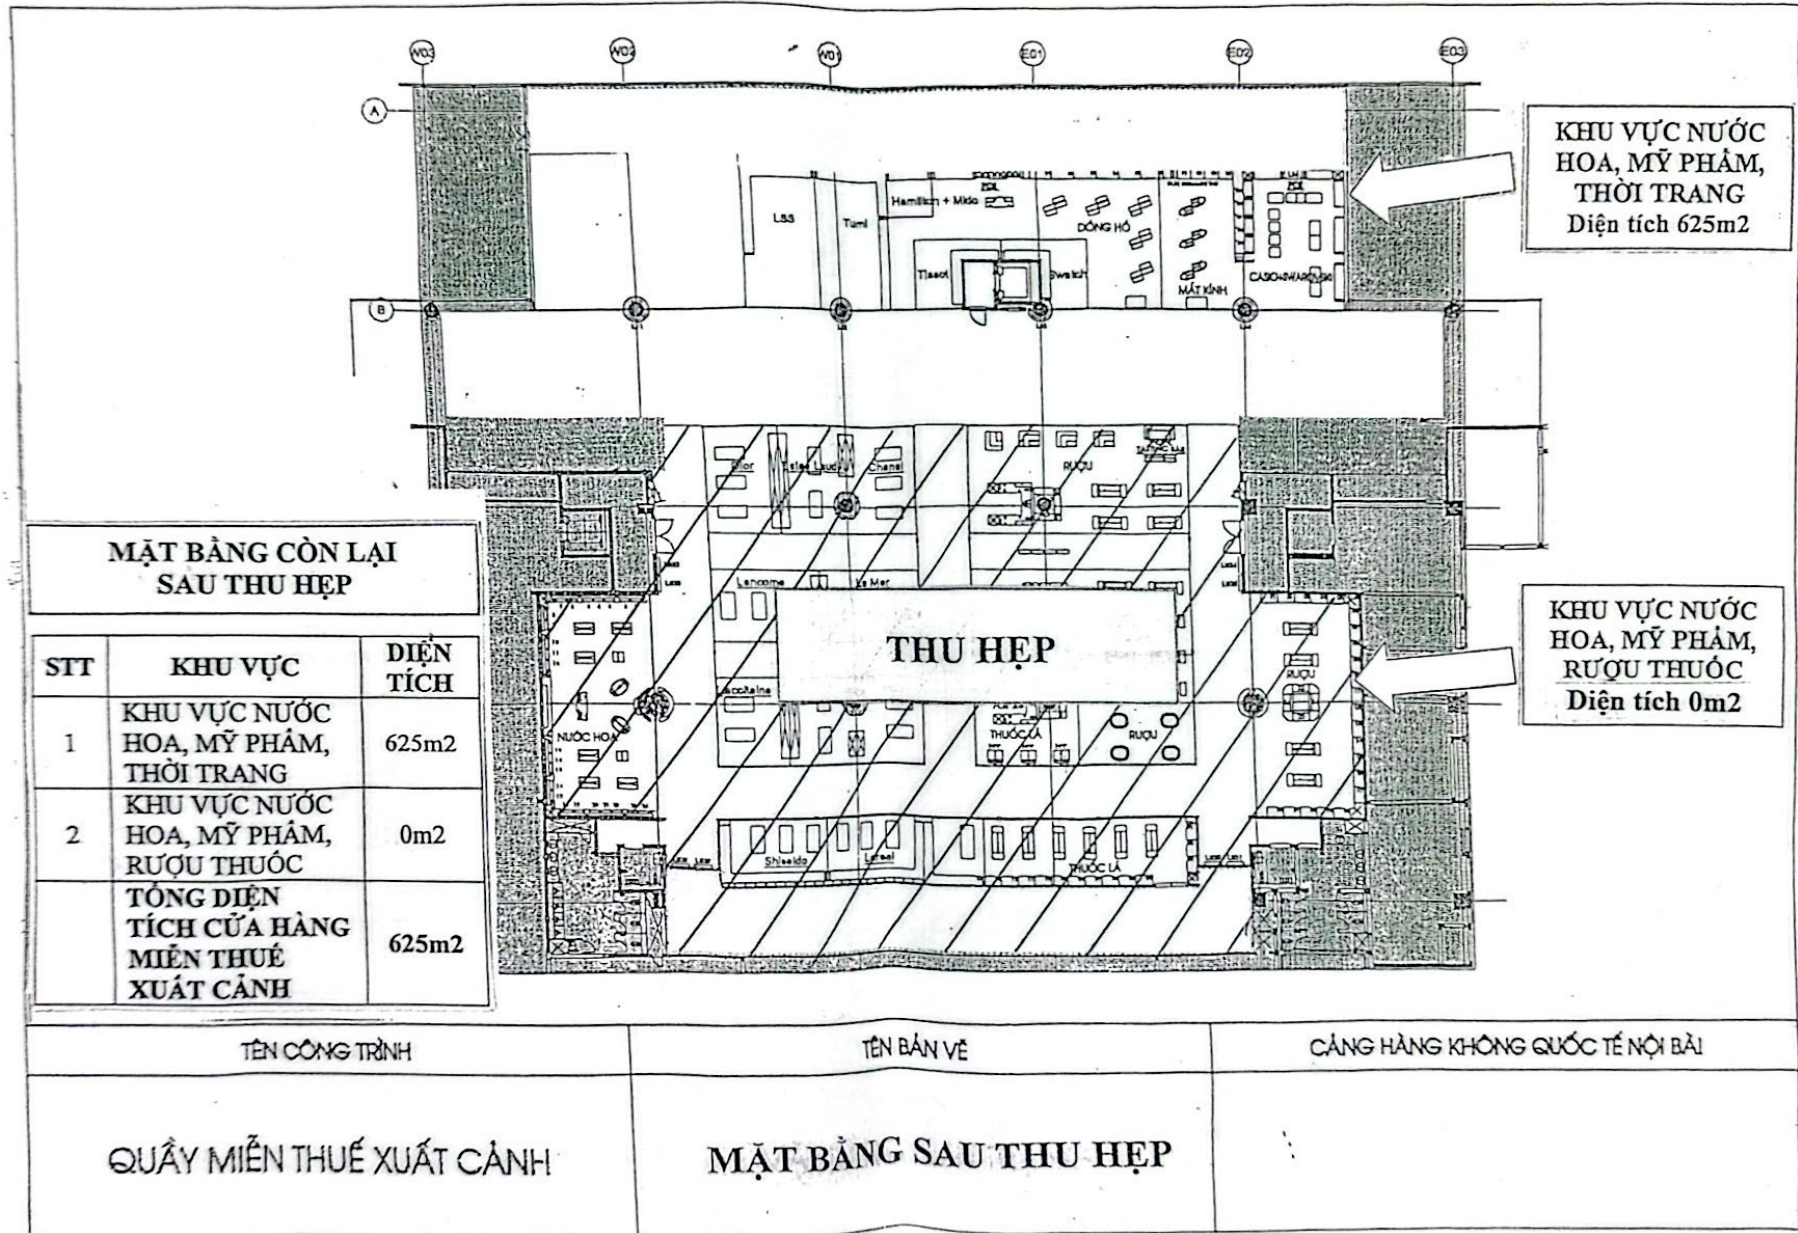 W03
W02
W01
E01
E02
E03
A
B
KHU VỰC NƯỚC
HOA, MỸ PHẨM,
THỜI TRANG
Diện tích 625m2
LSS
Tumi
Hamilton + Mido
ĐỒNG HỒ
Tissot
Swatch
MẮT KÍNH
Dior
Estee Lauder
Chanel
RƯỢU
Lancome
La Mer
THU HẸP
KHU VỰC NƯỚC
HOA, MỸ PHẨM,
RƯỢU THUỐC
Diện tích 0m2
RƯỢU
NƯỚC HOA
THUỐC LÁ
RƯỢU
Shiseido
Loreal
THUỐC LÁ
MẶT BẰNG CÒN LẠI
SAU THU HẸP
STT
KHU VỰC
DIỆN
TÍCH
1
KHU VỰC NƯỚC
HOA, MỸ PHẨM,
THỜI TRANG
625m2
2
KHU VỰC NƯỚC
HOA, MỸ PHẨM,
RƯỢU THUỐC
0m2
TỔNG DIỆN
TÍCH CỬA HÀNG
MIỄN THUẾ
XUẤT CẢNH
625m2
TÊN CÔNG TRÌNH
TÊN BẢN VẼ
CẢNG HÀNG KHÔNG QUỐC TẾ NỘI BÀI
QUẦY MIỄN THUẾ XUẤT CẢNH
MẶT BẰNG SAU THU HẸP